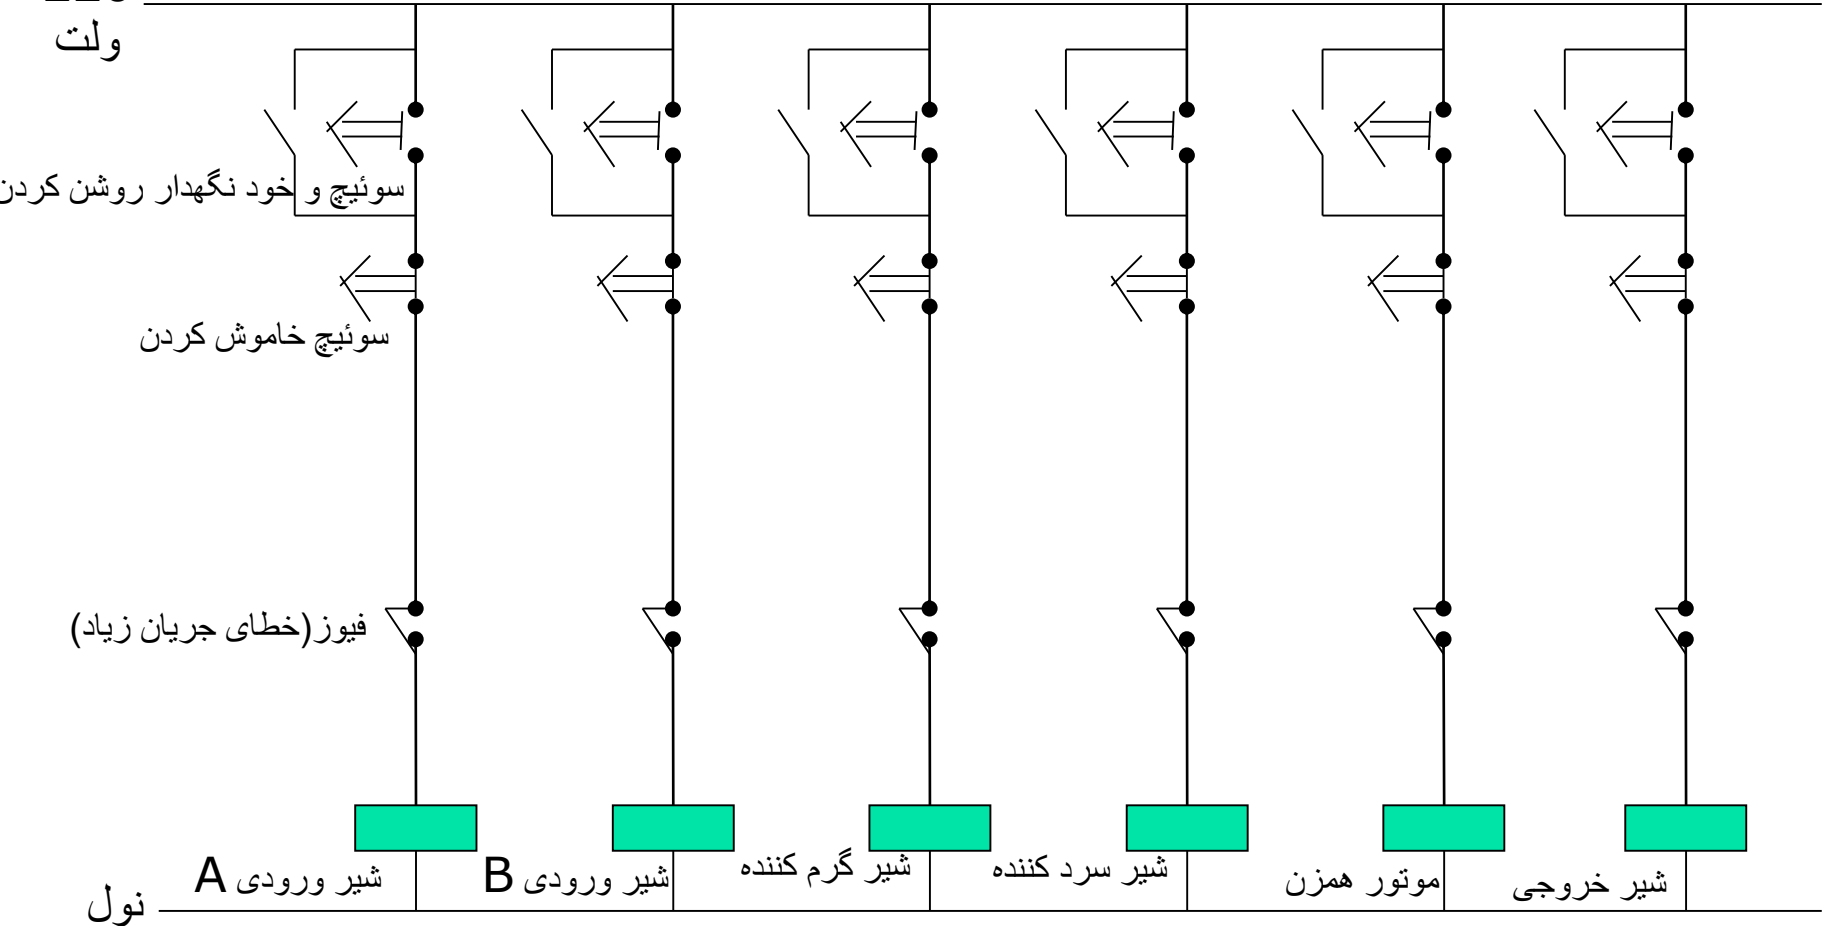 ولت
سوئیچ و خود نگهدار روشن کردن
سوئیچ خاموش کردن
فیوز(خطای جریان زیاد)
شیر ورودی A
شیر ورودی B
شیر گرم کننده
شیر سرد کننده
موتور همزن
شیر خروجی
نول